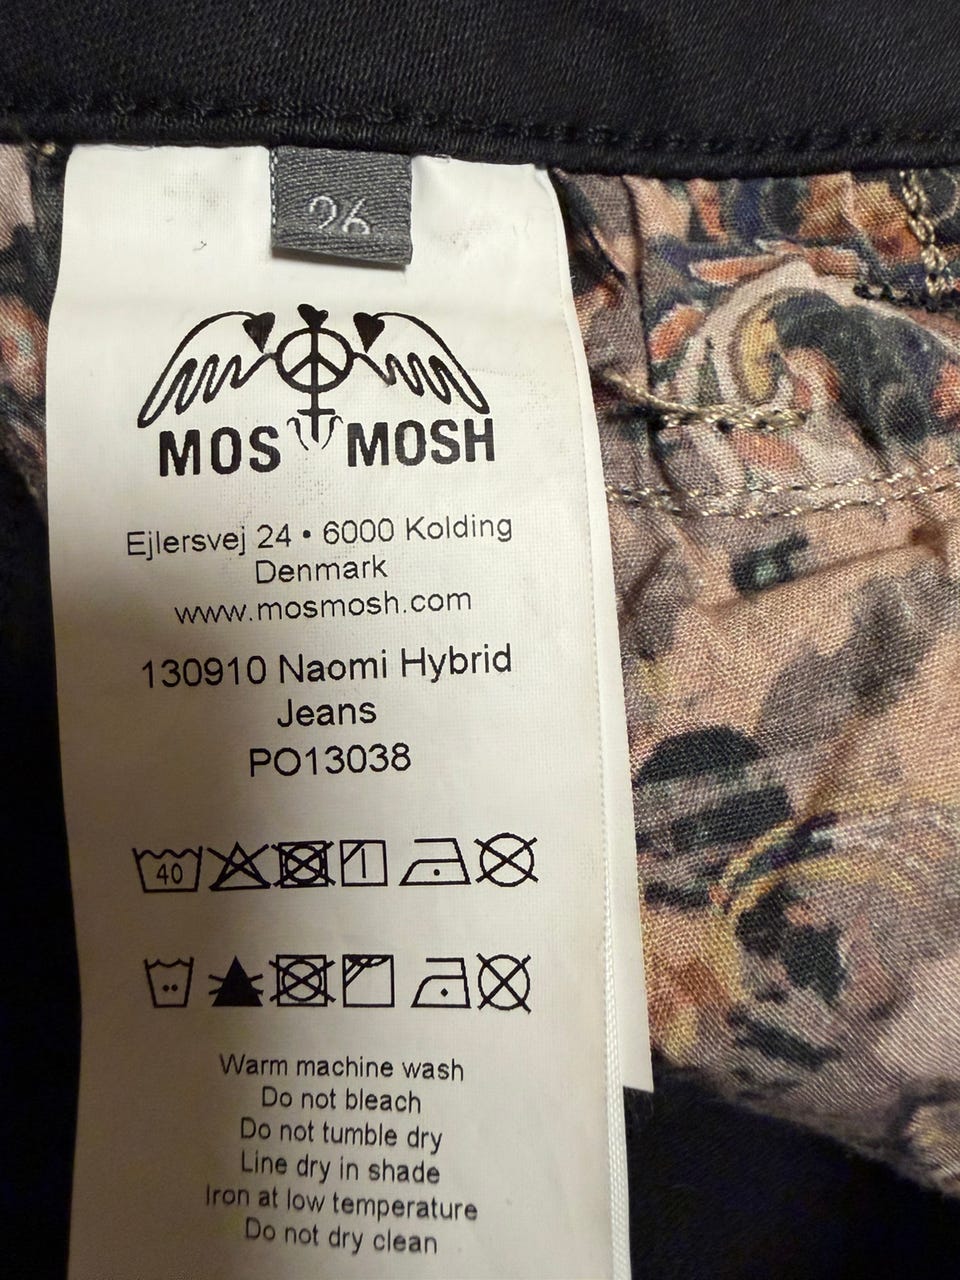 26
MOS MOSH
Ejlersvej 24 • 6000 Kolding
Denmark
www.mosmosh.com
130910 Naomi Hybrid
Jeans
PO13038
40
Warm machine wash
Do not bleach
Do not tumble dry
Line dry in shade
Iron at low temperature
Do not dry clean